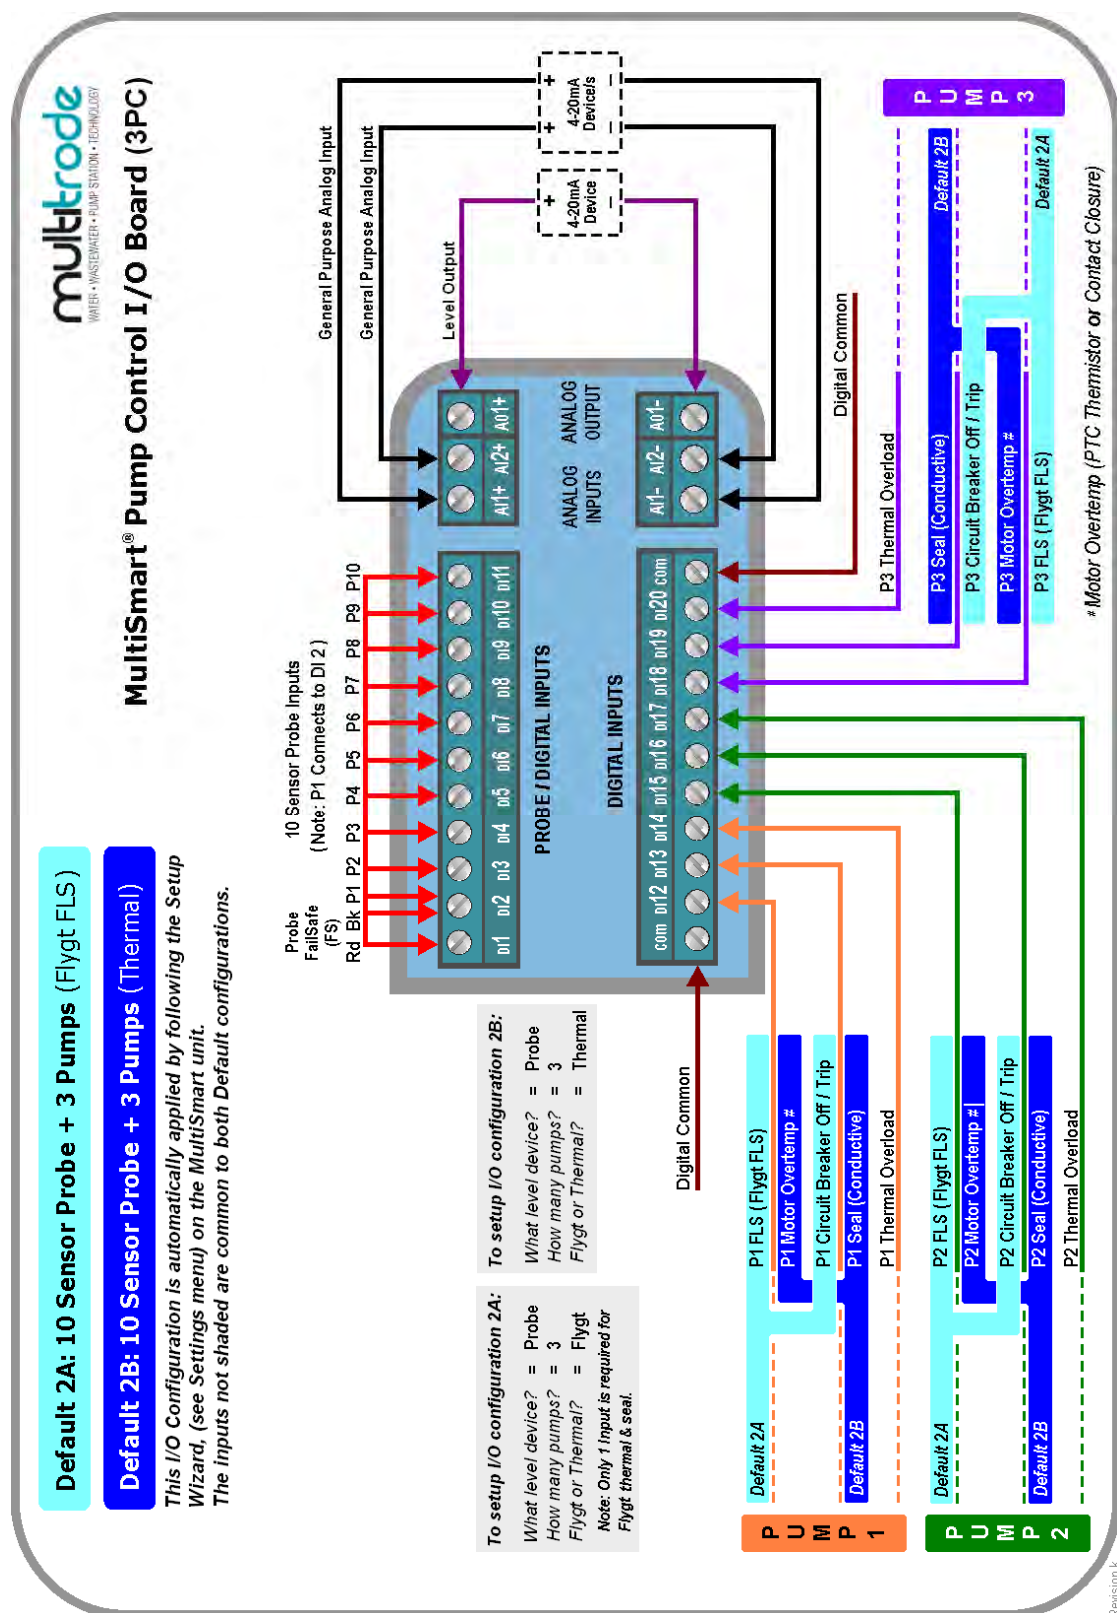 Default 2A: 10 Sensor Probe + 3 Pumps (Flygt FLS)
Default 2B: 10 Sensor Probe + 3 Pumps (Thermal)
This I/O Configuration is automatically applied by following the Setup
Wizard, (see Settings menu) on the MultiSmart unit.
The inputs not shaded are common to both Default configurations.
multitrode
WATER • WASTEWATER • PUMP STATION • TECHNOLOGY
MultiSmart® Pump Control I/O Board (3PC)
Probe
FailSafe
(FS)
10 Sensor Probe Inputs
(Note: P1 Connects to DI 2)
Rd Bk P1 P2 P3 P4 P5 P6 P7 P8 P9 P10
DI1 DI2 DI3 DI4 DI5 DI6 DI7 DI8 DI9 DI10 DI11
PROBE / DIGITAL INPUTS
General Purpose Analog Input
General Purpose Analog Input
Level Output
AI1+ AI2+ AO1+
ANALOG
INPUTS
ANALOG
OUTPUT
AI1- AI2- AO1-
+ 4-20mA
Device −
+ + 4-20mA
Device/s − −
DIGITAL INPUTS
com DI12 DI13 DI14 DI15 DI16 DI17 DI18 DI19 DI20 com
To setup I/O configuration 2A:
What level device? = Probe
How many pumps? = 3
Flygt or Thermal? = Flygt
Note: Only 1 Input is required for
Flygt thermal & seal.
To setup I/O configuration 2B:
What level device? = Probe
How many pumps? = 3
Flygt or Thermal? = Thermal
Digital Common
Digital Common
PUMP 1
Default 2A
Default 2B
P1 FLS (Flygt FLS)
P1 Motor Overtemp #
P1 Circuit Breaker Off / Trip
P1 Seal (Conductive)
P1 Thermal Overload
PUMP 2
Default 2A
Default 2B
P2 FLS (Flygt FLS)
P2 Motor Overtemp #|
P2 Circuit Breaker Off / Trip
P2 Seal (Conductive)
P2 Thermal Overload
PUMP 3
P3 Thermal Overload
P3 Seal (Conductive)
Default 2B
P3 Circuit Breaker Off / Trip
P3 Motor Overtemp #
P3 FLS (Flygt FLS)
Default 2A
#Motor Overtemp (PTC Thermistor or Contact Closure)
Revision k